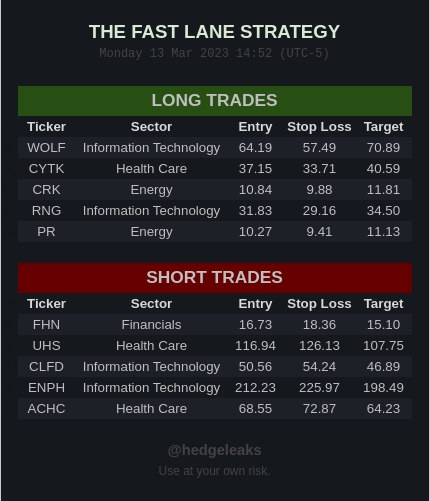 THE FAST LANE STRATEGY
Monday 13 Mar 2023 14:52 (UTC-5)
LONG TRADES
Ticker Sector Entry Stop Loss Target
WOLF Information Technology 64.19 57.49 70.89
CYTK Health Care 37.15 33.71 40.59
CRK Energy 10.84 9.88 11.81
RNG Information Technology 31.83 29.16 34.50
PR Energy 10.27 9.41 11.13
SHORT TRADES
Ticker Sector Entry Stop Loss Target
FHN Financials 16.73 18.36 15.10
UHS Health Care 116.94 126.13 107.75
CLFD Information Technology 50.56 54.24 46.89
ENPH Information Technology 212.23 225.97 198.49
ACHC Health Care 68.55 72.87 64.23
@hedgeleaks
Use at your own risk.